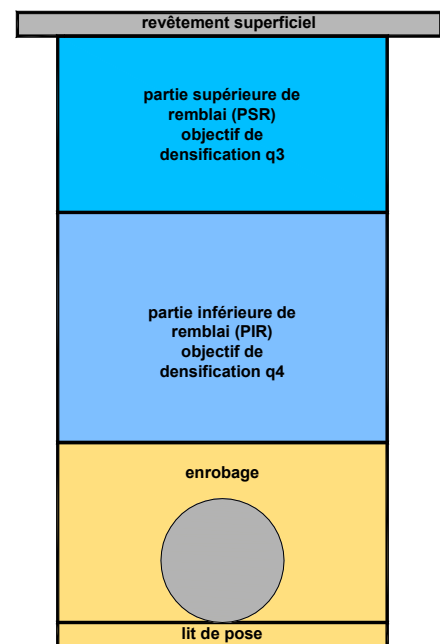 revêtement superficiel
partie supérieure de
remblai (PSR)
objectif de
densification q3
partie inférieure de
remblai (PIR)
objectif de
densification q4
enrobage
lit de pose